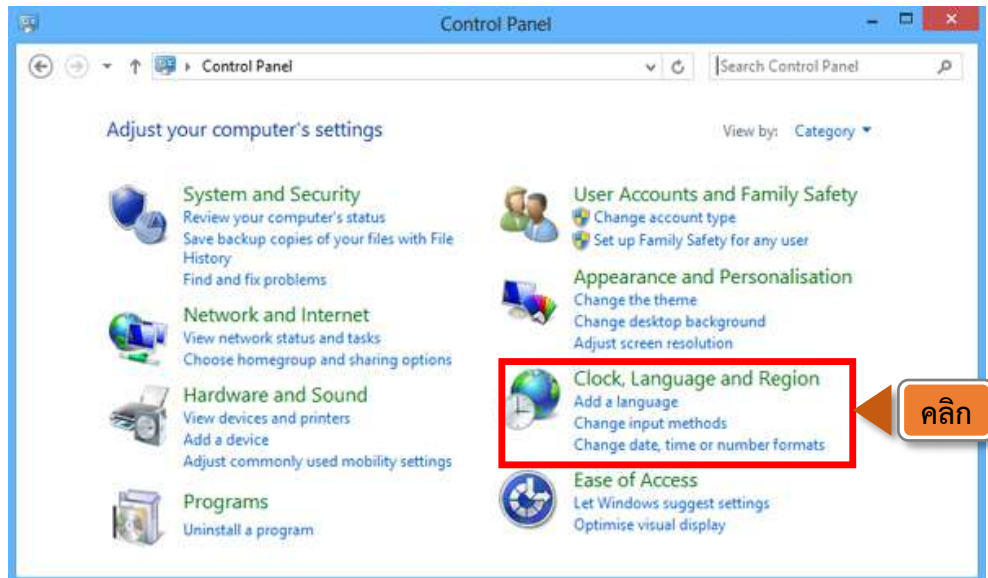 Control Panel
Control Panel
Search Control Panel
Adjust your computer's settings
View by: Category
System and Security
Review your computer's status
Save backup copies of your files with File
History
Find and fix problems
Network and Internet
View network status and tasks
Choose homegroup and sharing options
Hardware and Sound
View devices and printers
Add a device
Adjust commonly used mobility settings
Programs
Uninstall a program
User Accounts and Family Safety
Change account type
Set up Family Safety for any user
Appearance and Personalisation
Change the theme
Change desktop background
Adjust screen resolution
Clock, Language and Region
Add a language
Change input methods
Change date, time or number formats
คลิก
Ease of Access
Let Windows suggest settings
Optimise visual display